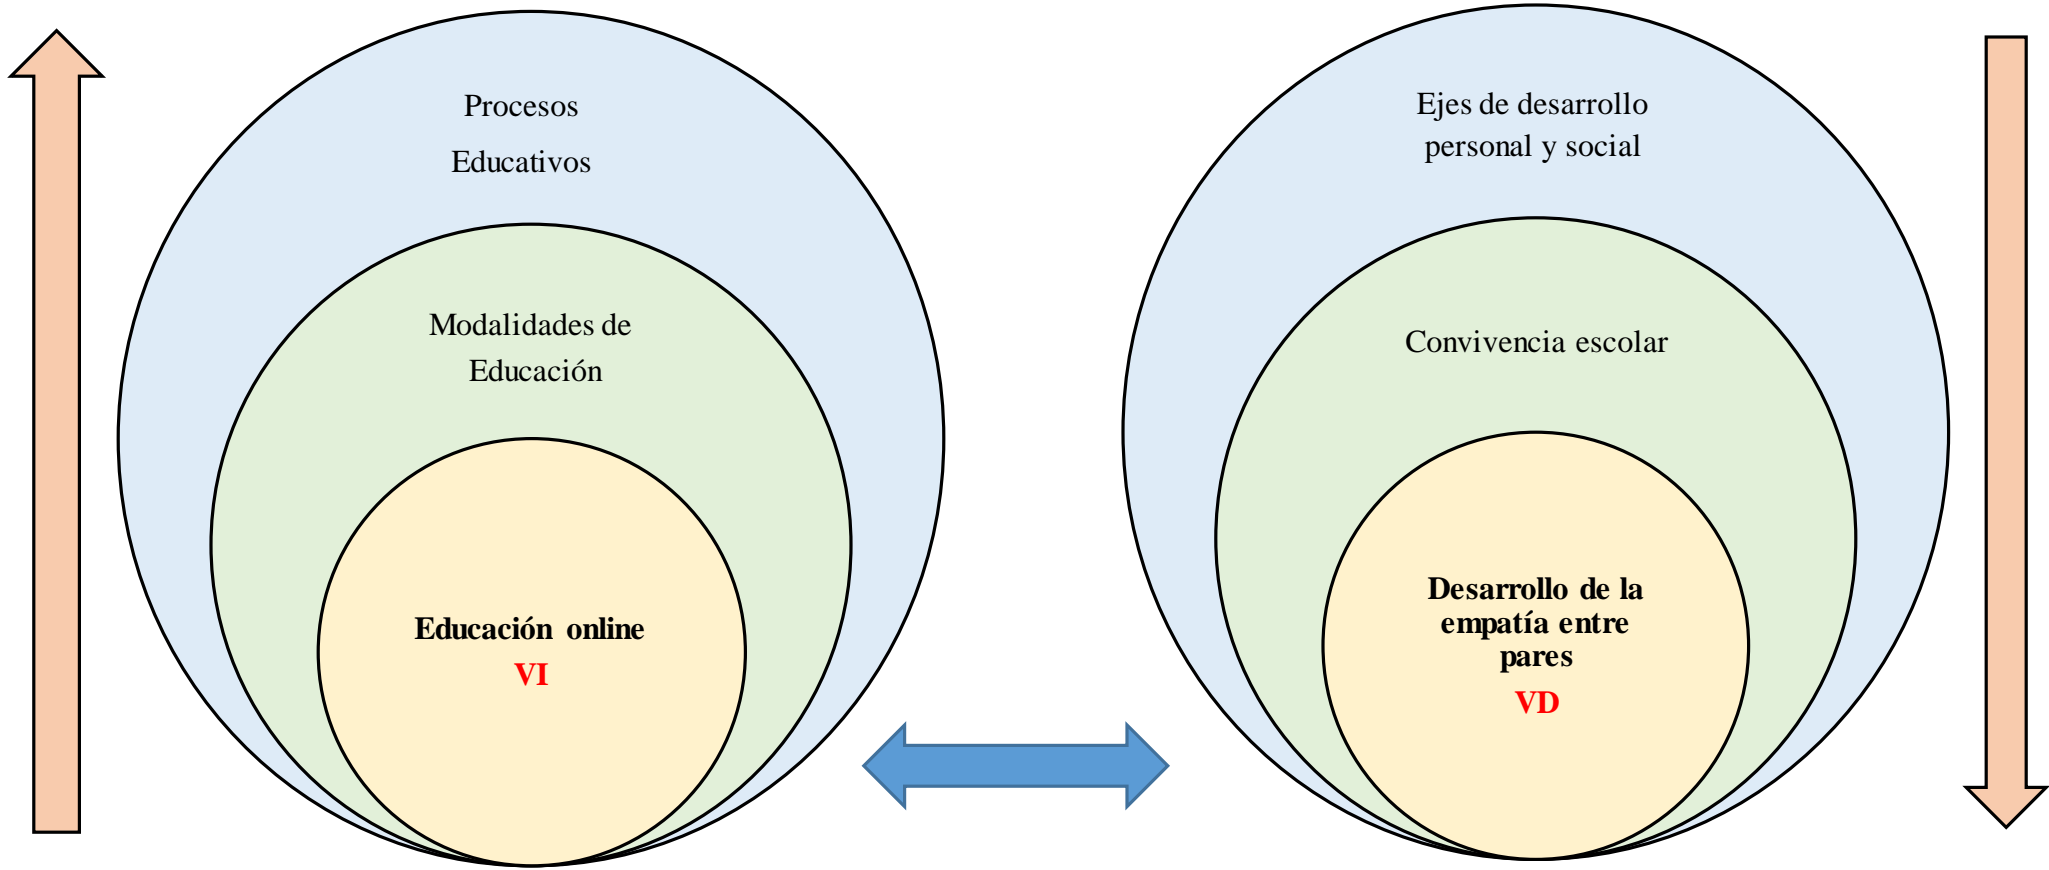 Procesos
Educativos
Modalidades de
Educación
Educación online
VI
Ejes de desarrollo
personal y social
Convivencia escolar
Desarrollo de la
empatía entre
pares
VD